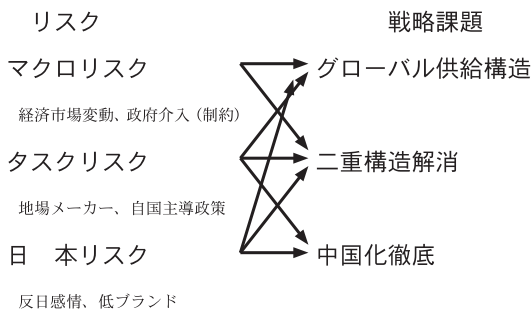 リスク 戦略課題
マクロリスク グローバル供給構造
経済市場変動、政府介入（制約）
タスクリスク 二重構造解消
地場メーカー、自国主導政策
日　本リスク 中国化徹底
反日感情、低ブランド